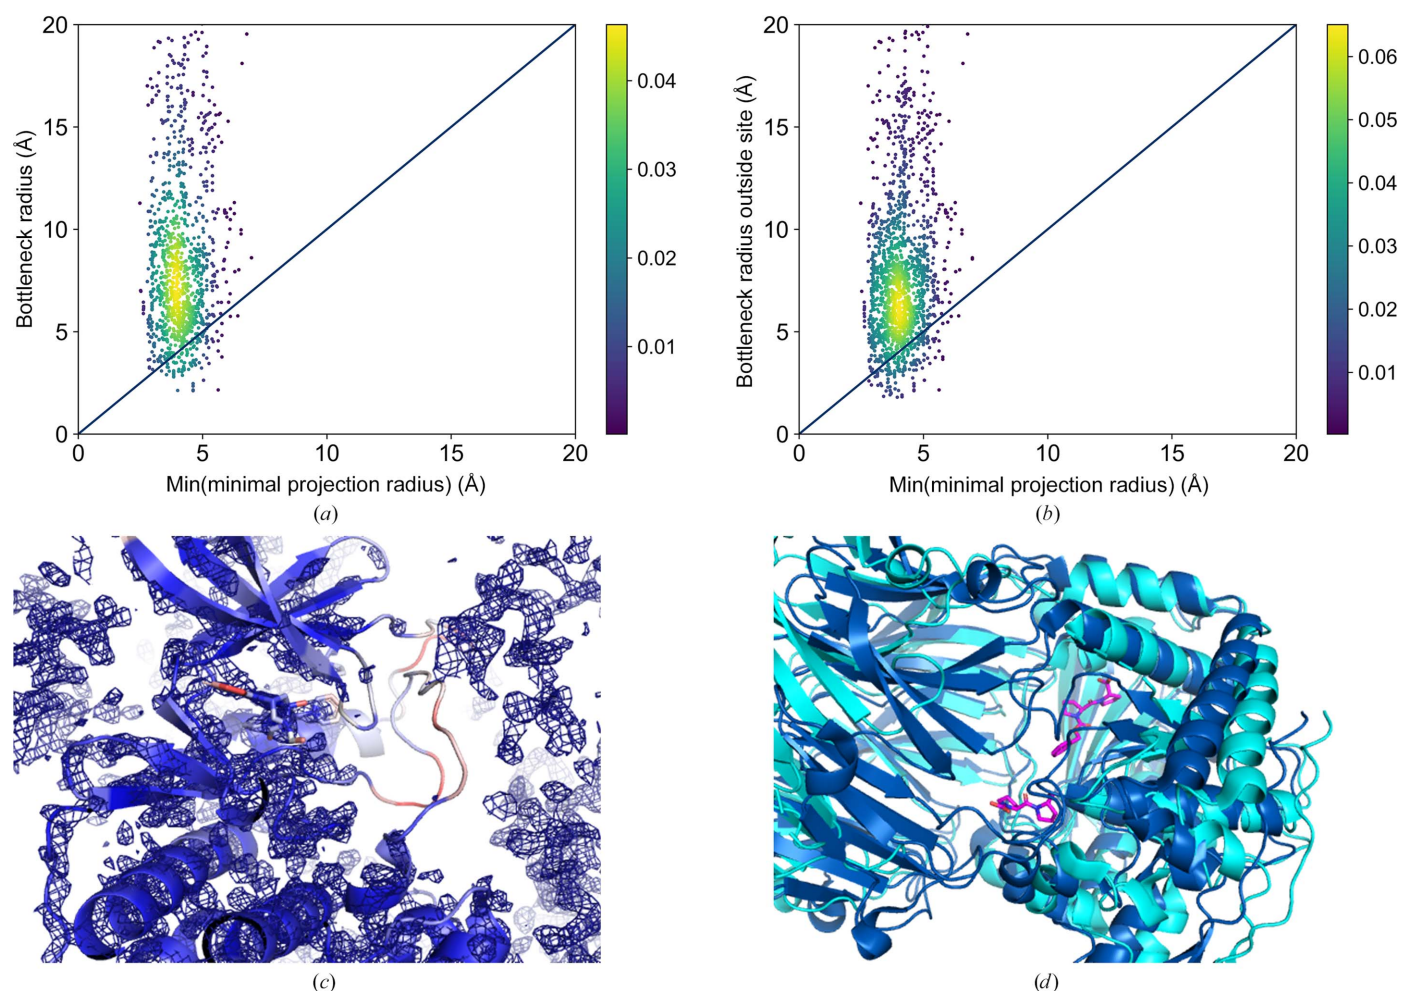 20
15
10
5
0
Bottleneck radius (Å)
0 5 10 15 20
Min(minimal projection radius) (Å)
0.04
0.03
0.02
0.01
(a)
20
15
10
5
0
Bottleneck radius outside site (Å)
0 5 10 15 20
Min(minimal projection radius) (Å)
0.06
0.05
0.04
0.03
0.02
0.01
(b)
(c)
(d)